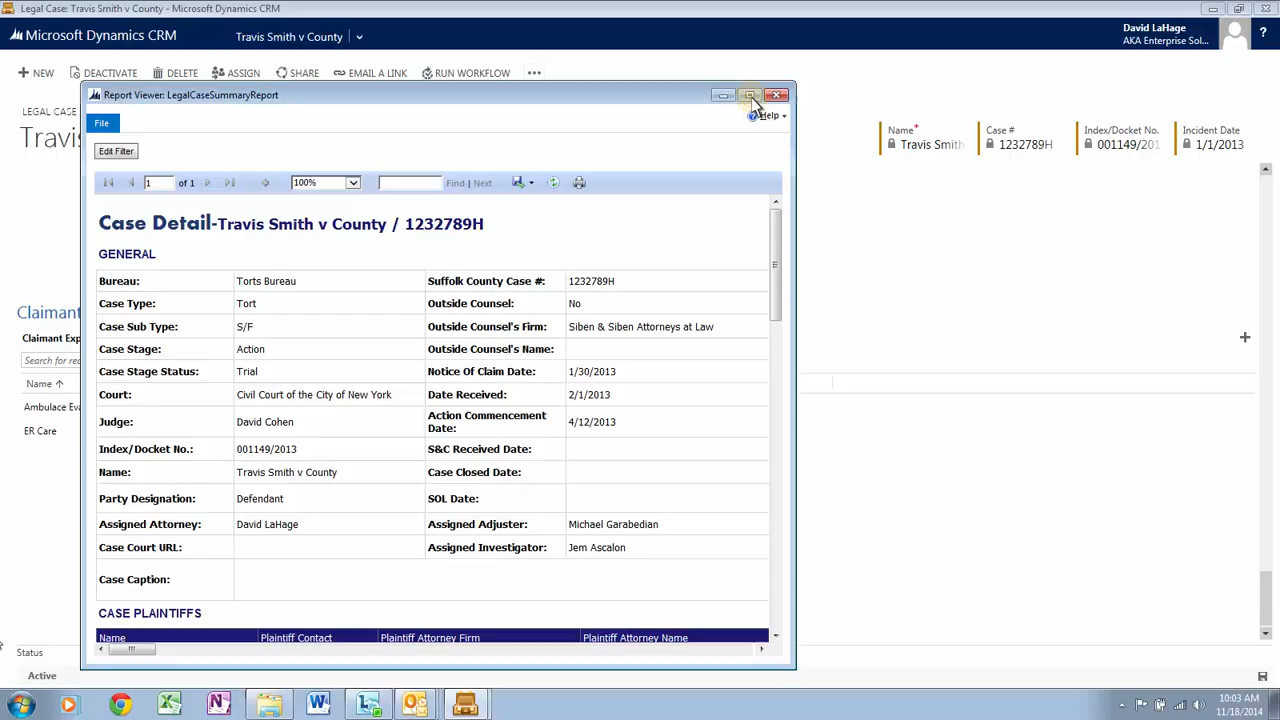 Legal Case: Travis Smith v County - Microsoft Dynamics CRM
Microsoft Dynamics CRM
Travis Smith v County
David LaHage
AKA Enterprise Sol...
?
NEW
DEACTIVATE
DELETE
ASSIGN
SHARE
EMAIL A LINK
RUN WORKFLOW
...
LEGAL CASE
Travi
Name*
Travis Smith
Case #
1232789H
Index/Docket No.
001149/201
Incident Date
1/1/2013
Report Viewer: LegalCaseSummaryReport
Help
File
Edit Filter
1 of 1
100%
Find | Next
Case Detail-Travis Smith v County / 1232789H
GENERAL
Bureau: Torts Bureau Suffolk County Case #: 1232789H
Case Type: Tort Outside Counsel: No
Case Sub Type: S/F Outside Counsel's Firm: Siben & Siben Attorneys at Law
Case Stage: Action Outside Counsel's Name:
Case Stage Status: Trial Notice Of Claim Date: 1/30/2013
Court: Civil Court of the City of New York Date Received: 2/1/2013
Judge: David Cohen Action Commencement Date: 4/12/2013
Index/Docket No.: 001149/2013 S&C Received Date:
Name: Travis Smith v County Case Closed Date:
Party Designation: Defendant SOL Date:
Assigned Attorney: David LaHage Assigned Adjuster: Michael Garabedian
Case Court URL: Assigned Investigator: Jem Ascalon
Case Caption:
CASE PLAINTIFFS
Name Plaintiff Contact Plaintiff Attorney Firm Plaintiff Attorney Name
Claimant
Claimant Exp
Search for rec
Name
Ambulace Eva
ER Care
Status
Active
10:03 AM
11/18/2014